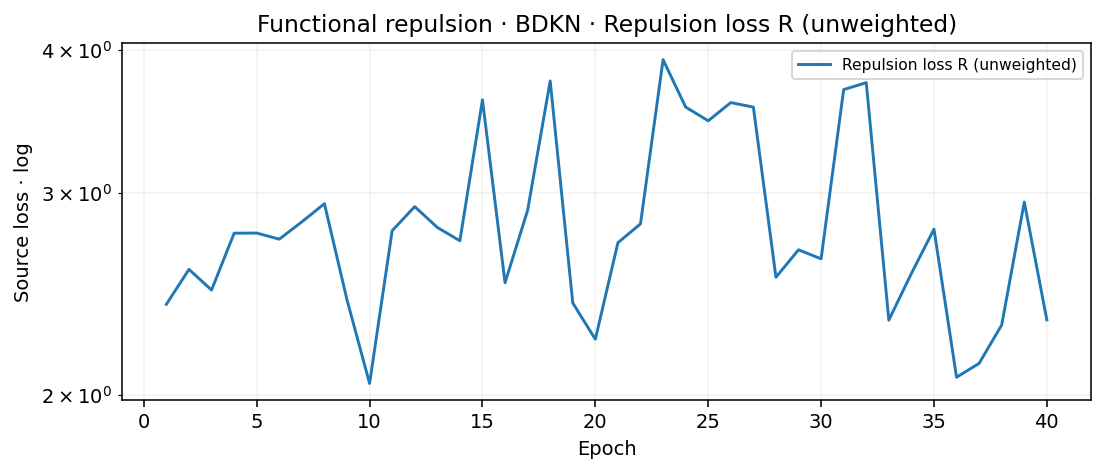 Functional repulsion · BDKN · Repulsion loss R (unweighted)
4 × 10⁰
3 × 10⁰
2 × 10⁰
Source loss · log
Repulsion loss R (unweighted)
0 5 10 15 20 25 30 35 40
Epoch